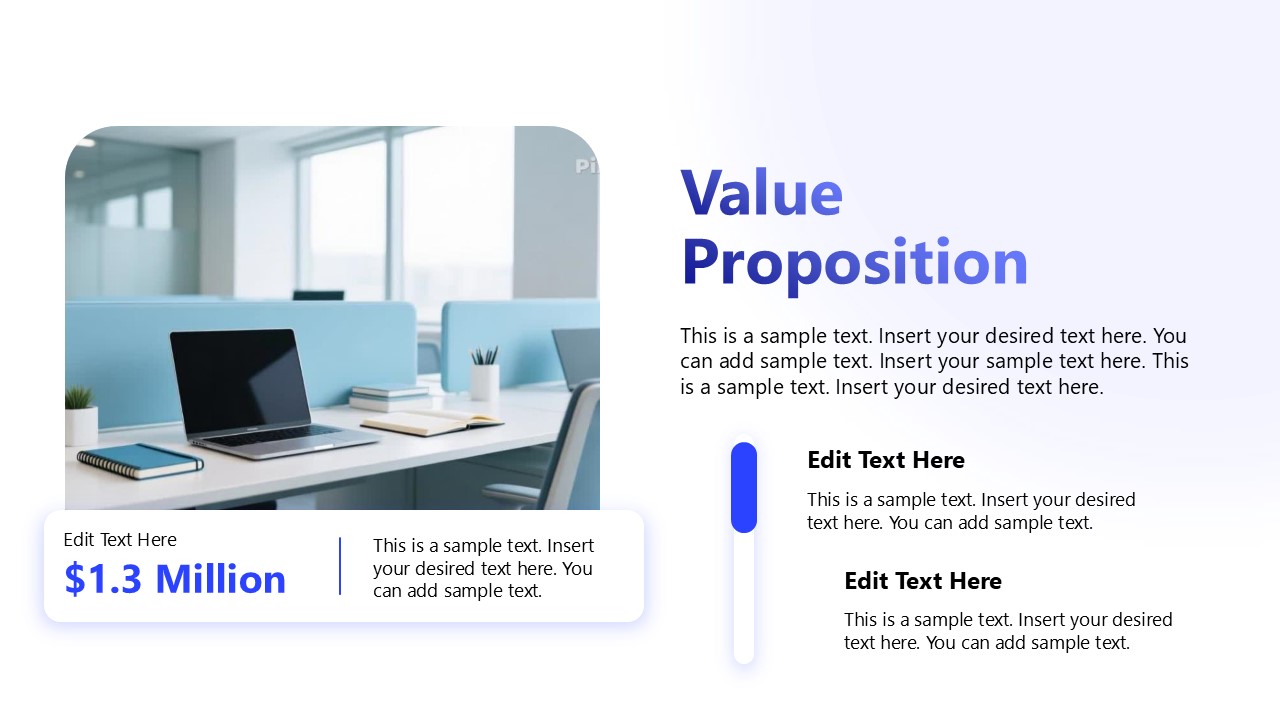 Value
Proposition
This is a sample text. Insert your desired text here. You
can add sample text. Insert your sample text here. This
is a sample text. Insert your desired text here.
Edit Text Here
This is a sample text. Insert your desired
text here. You can add sample text.
Edit Text Here
This is a sample text. Insert your desired
text here. You can add sample text.
Edit Text Here
$1.3 Million
This is a sample text. Insert
your desired text here. You
can add sample text.